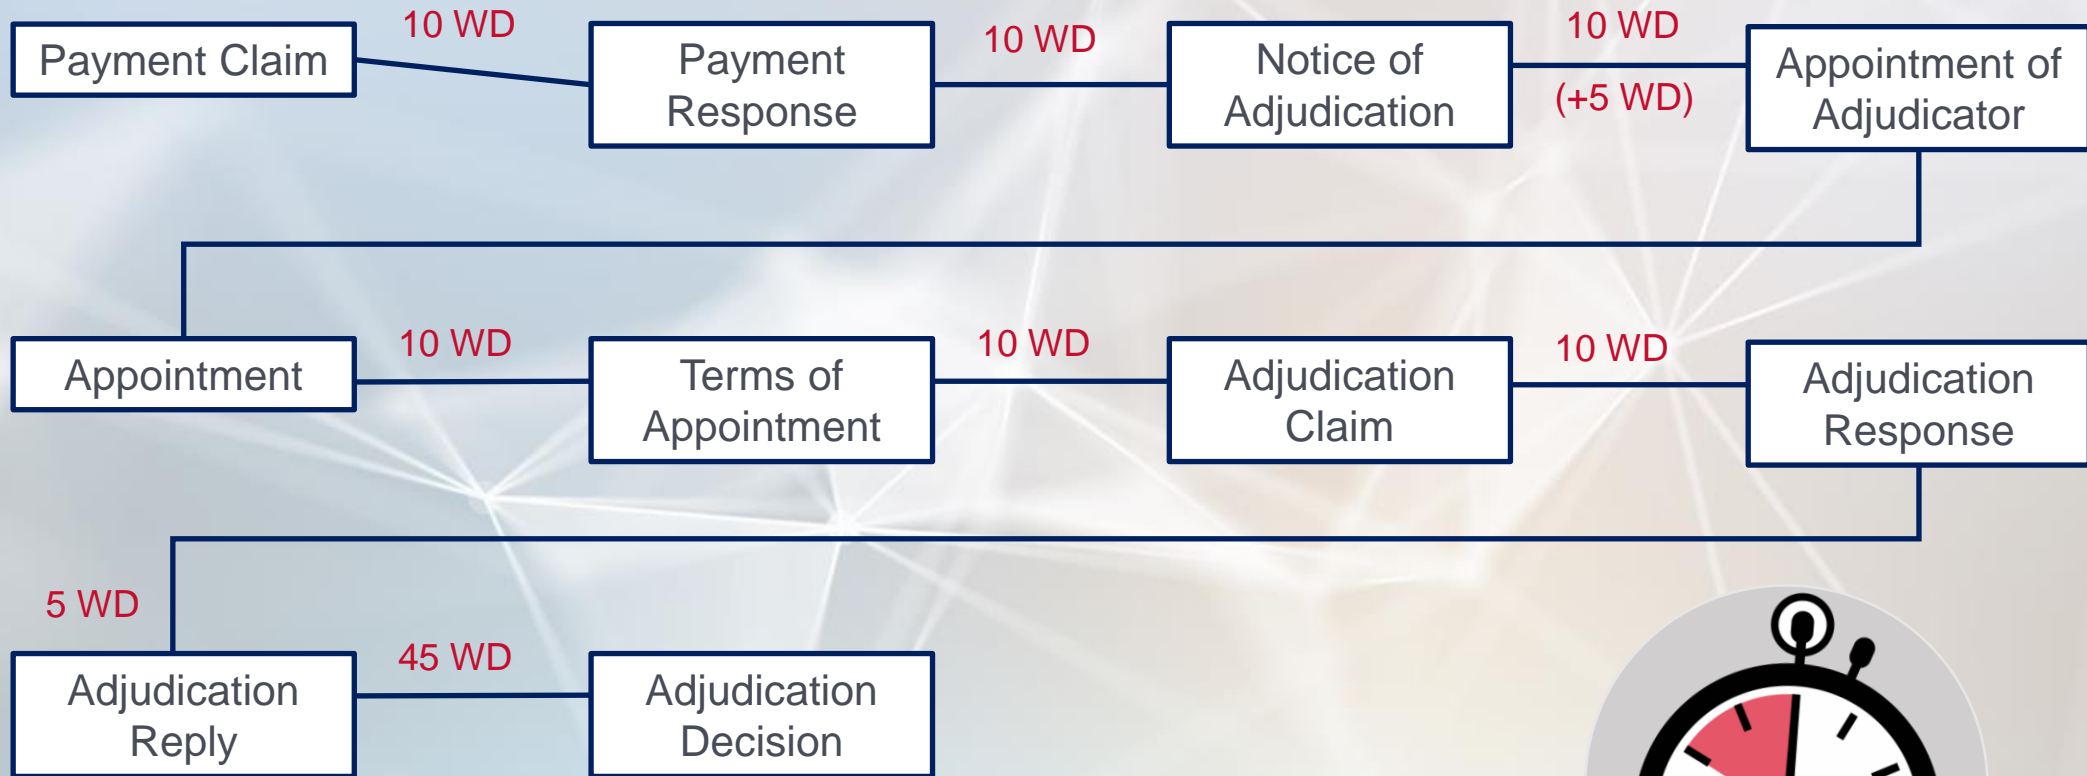 Payment Claim
10 WD
Payment
Response
10 WD
Notice of
Adjudication
10 WD
(+5 WD)
Appointment of
Adjudicator
Appointment
10 WD
Terms of
Appointment
10 WD
Adjudication
Claim
10 WD
Adjudication
Response
5 WD
Adjudication
Reply
45 WD
Adjudication
Decision